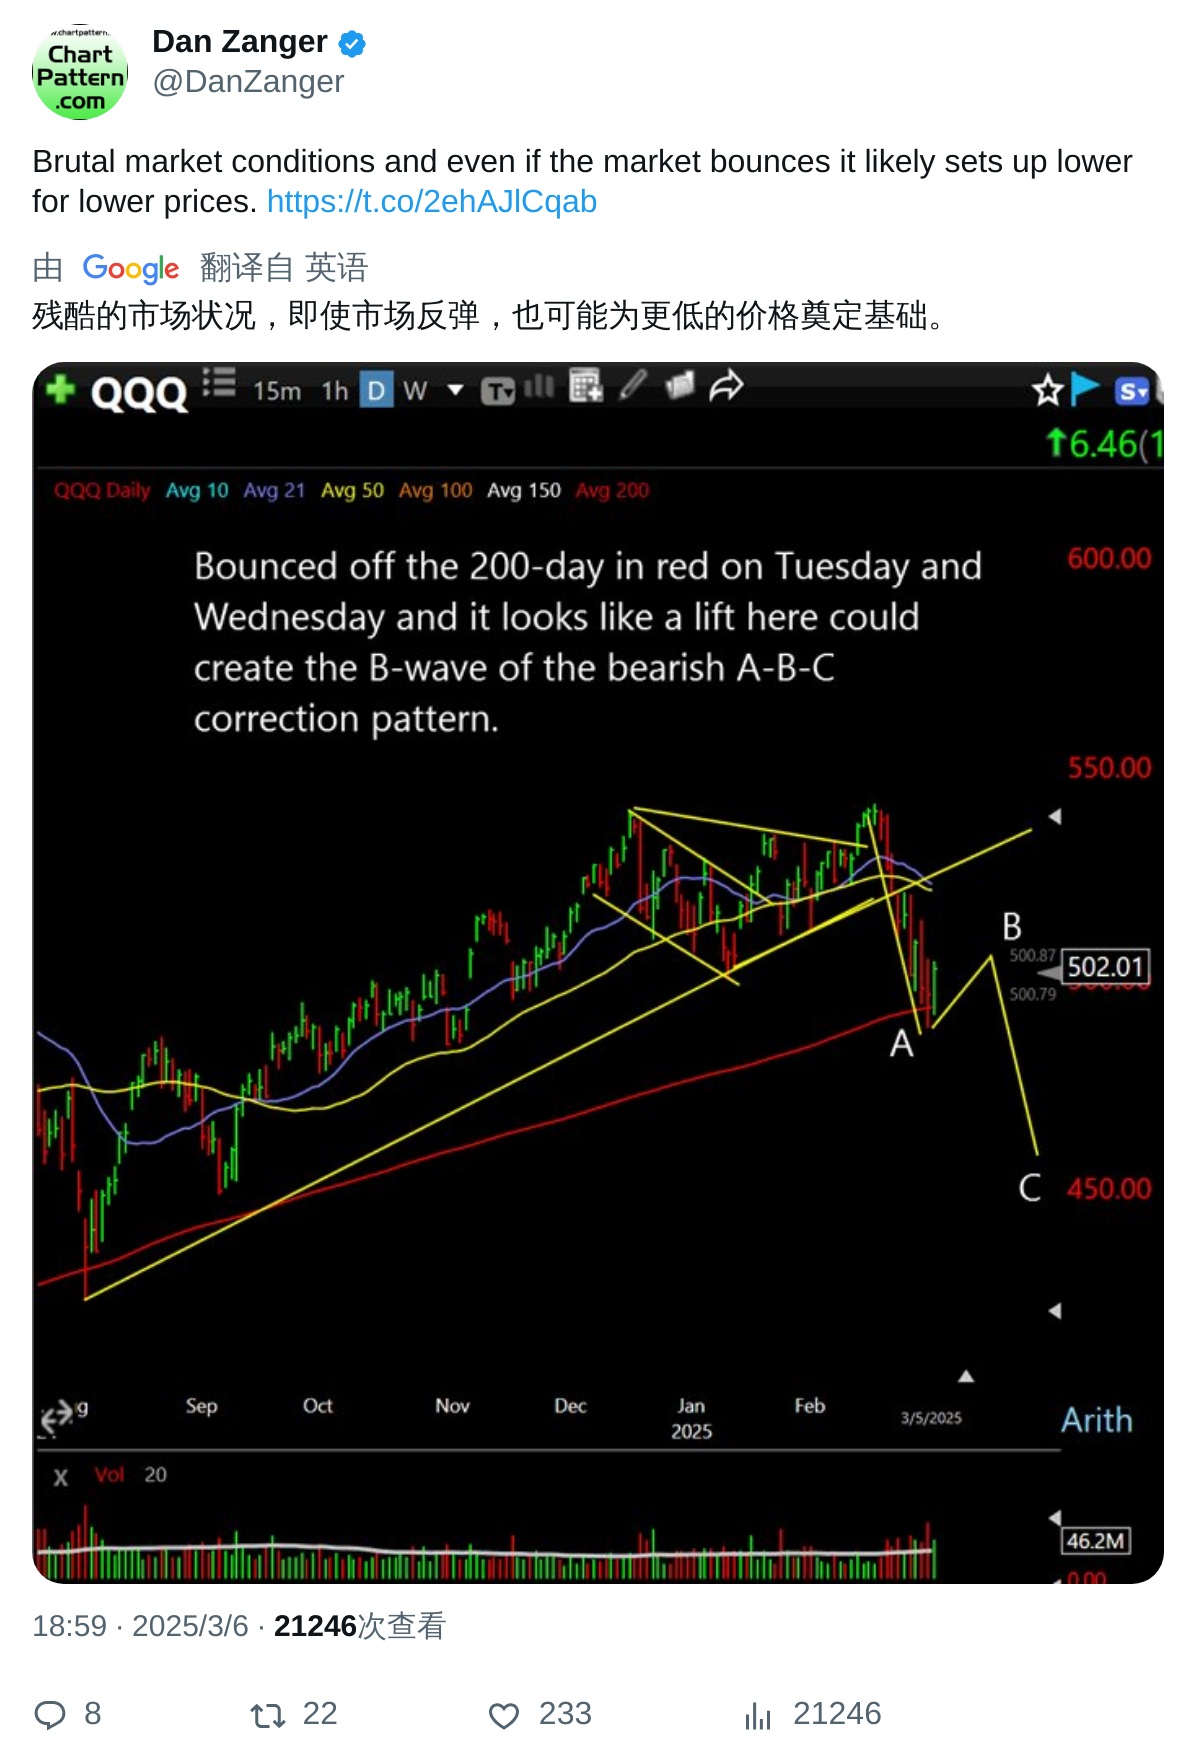 w.chartpattern.
Chart
Pattern
.com
Dan Zanger
@DanZanger
Brutal market conditions and even if the market bounces it likely sets up lower
for lower prices. https://t.co/2ehAJlCqab
由 Google 翻译自 英语
残酷的市场状况，即使市场反弹，也可能为更低的价格奠定基础。
QQQ 15m 1h D W T S
6.46(1
QQQ Daily Avg 10 Avg 21 Avg 50 Avg 100 Avg 150 Avg 200
Bounced off the 200-day in red on Tuesday and
Wednesday and it looks like a lift here could
create the B-wave of the bearish A-B-C
correction pattern.
600.00
550.00
B
500.87
502.01
500.79
A
C 450.00
g Sep Oct Nov Dec Jan Feb
2025
3/5/2025
Arith
X Vol 20
46.2M
0.00
18:59 · 2025/3/6 · 21246次查看
8 22 233 21246